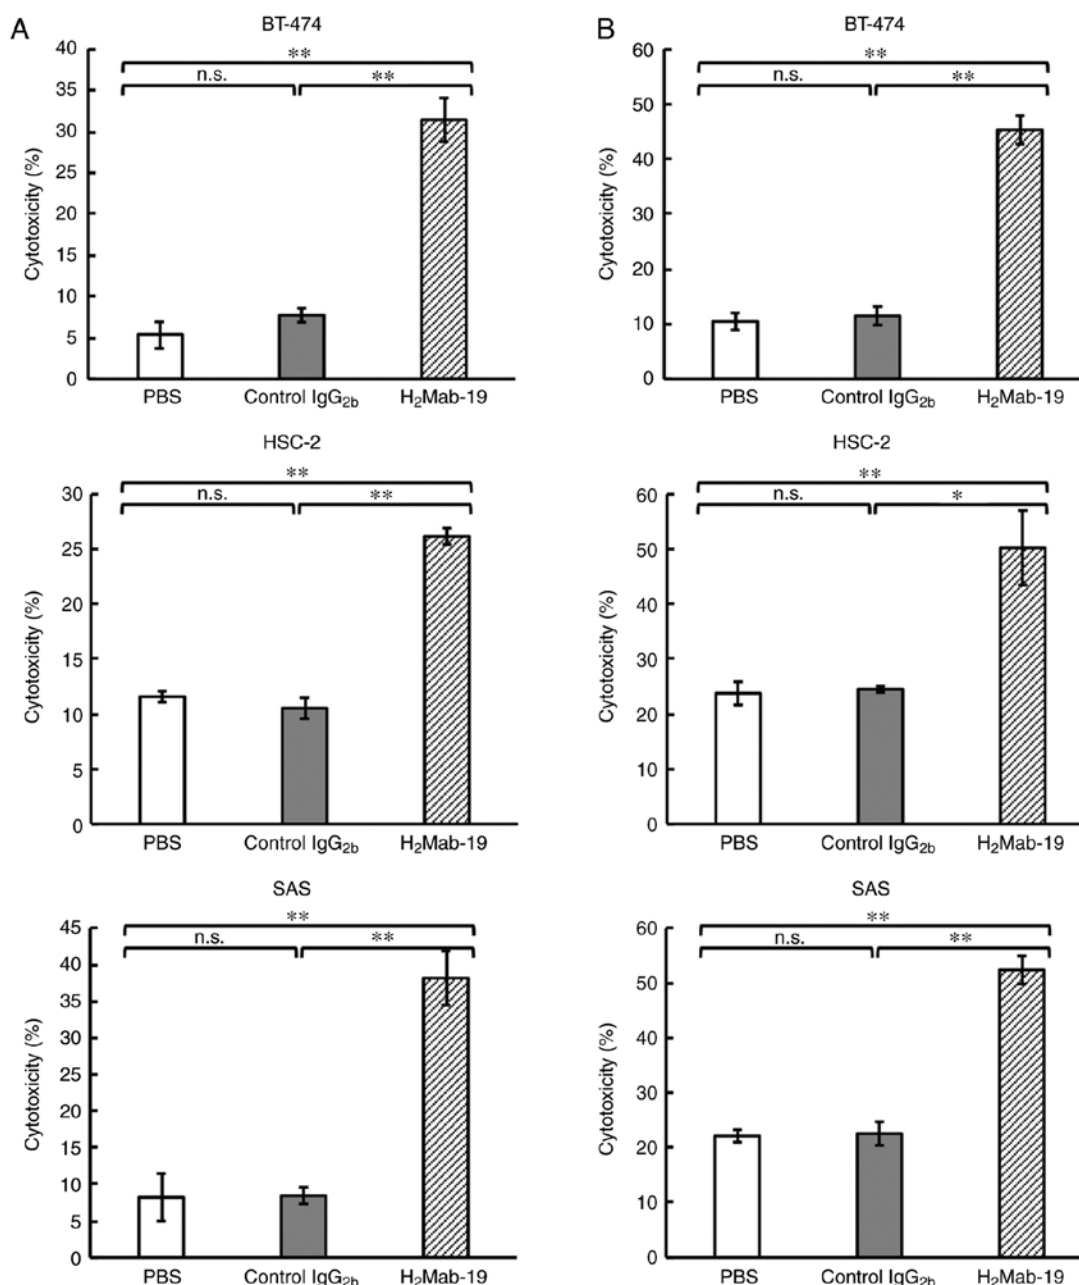 A
BT-474
**
n.s.
**
40
35
30
25
20
15
10
5
0
Cytotoxicity (%)
PBS
Control IgG2b
H2Mab-19
B
BT-474
**
n.s.
**
60
50
40
30
20
10
0
Cytotoxicity (%)
PBS
Control IgG2b
H2Mab-19
HSC-2
**
n.s.
**
30
25
20
15
10
5
0
Cytotoxicity (%)
PBS
Control IgG2b
H2Mab-19
HSC-2
**
n.s.
*
60
50
40
30
20
10
0
Cytotoxicity (%)
PBS
Control IgG2b
H2Mab-19
SAS
**
n.s.
**
45
40
35
30
25
20
15
10
5
0
Cytotoxicity (%)
PBS
Control IgG2b
H2Mab-19
SAS
**
n.s.
**
60
50
40
30
20
10
0
Cytotoxicity (%)
PBS
Control IgG2b
H2Mab-19